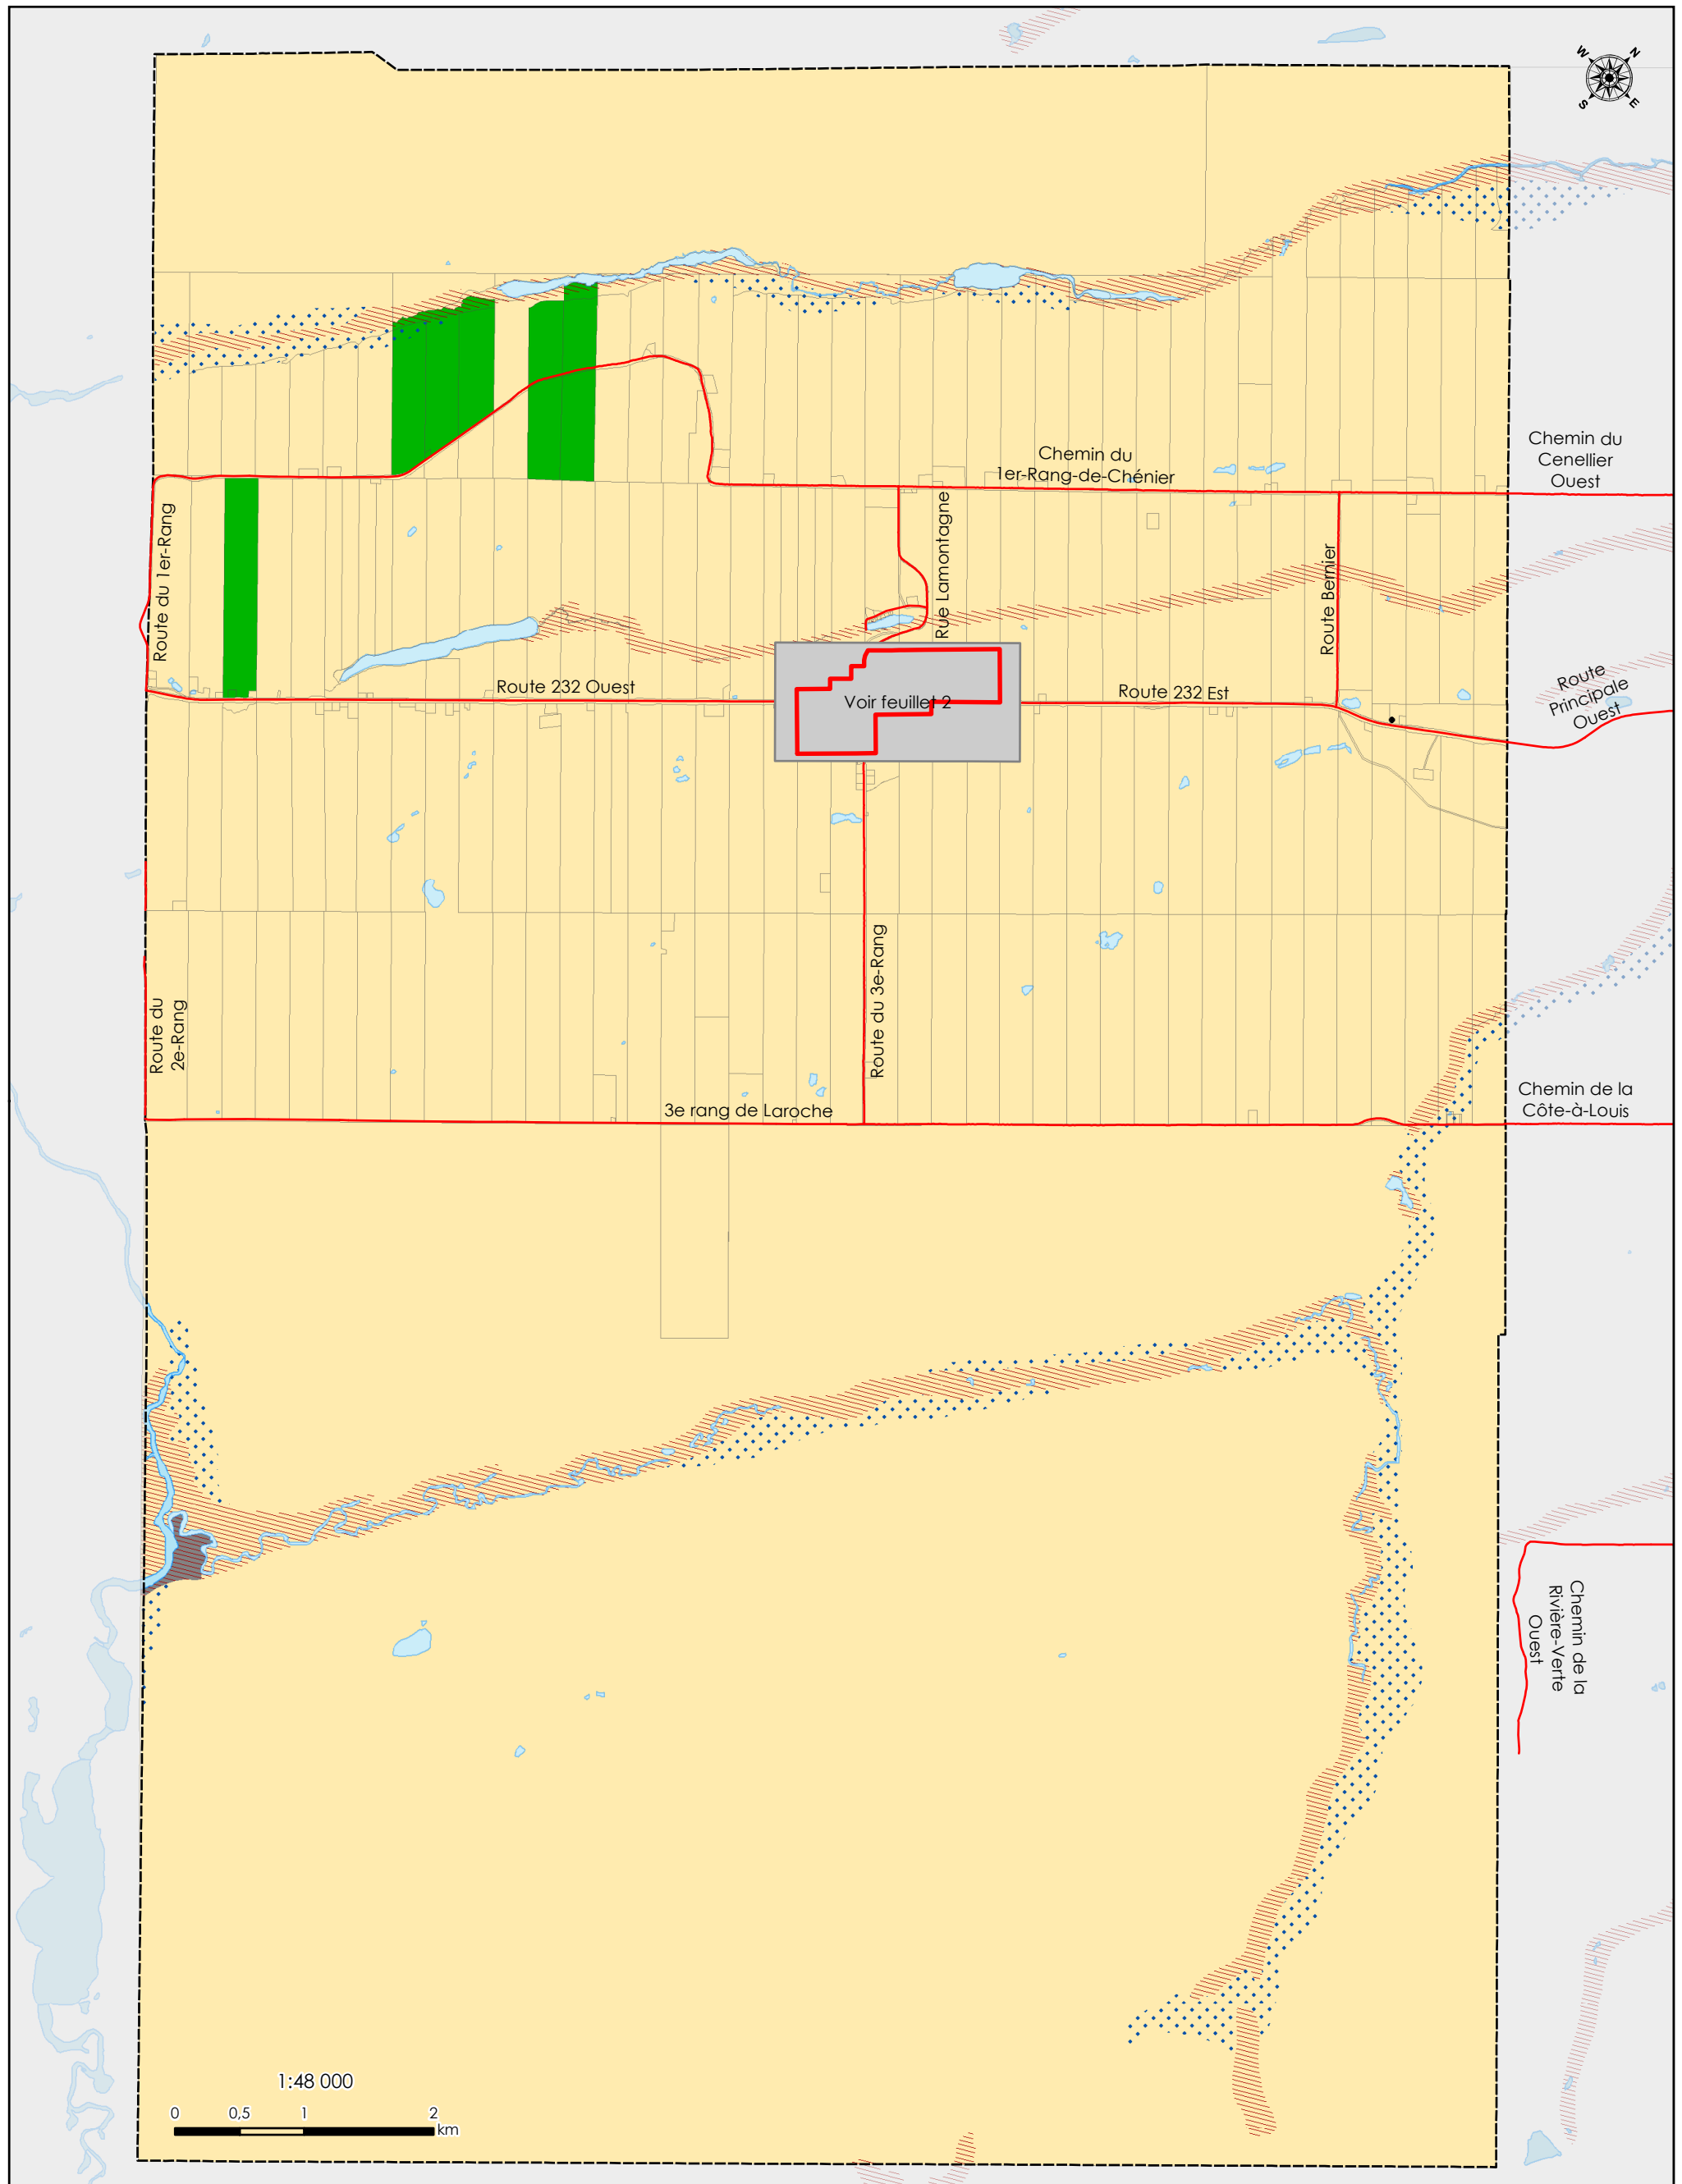 W
N
S
E
Chemin du
Cenellier
Ouest
Chemin du
1er-Rang-de-Chénier
Route du 1er-Rang
Rue Lamontagne
Route Bernier
Route 232 Ouest
Voir feuillet 2
Route 232 Est
Route
Principale
Ouest
Route du 3e-Rang
Route du
2e-Rang
3e rang de Laroche
Chemin de la
Côte-à-Louis
Chemin de la
Rivière-Verte
Ouest
1:48 000
0 0,5 1 2
km